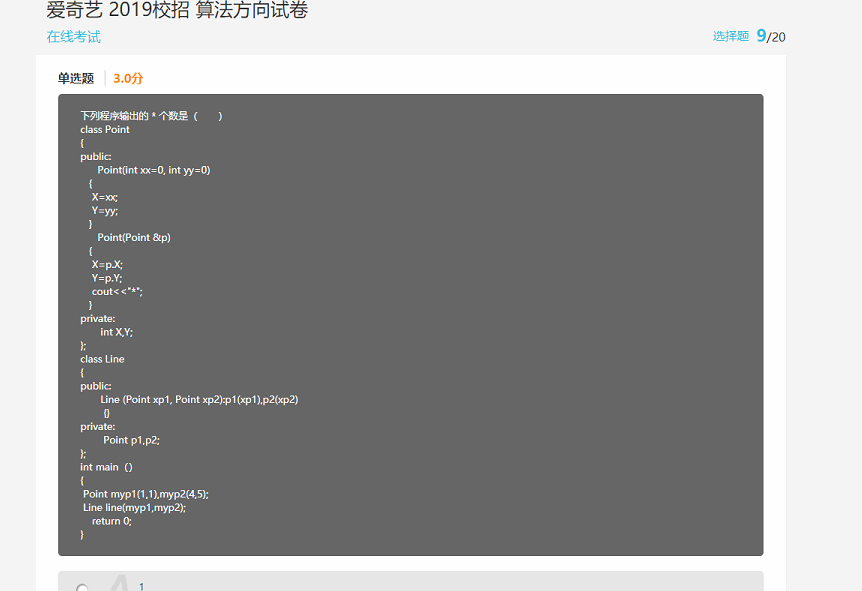 爱奇艺 2019校招 算法方向试卷
在线考试
选择题 9/20
单选题 3.0分
下列程序输出的 * 个数是（　　）
class Point
{
public:
Point(int xx=0, int yy=0)
{
X=xx;
Y=yy;
}
Point(Point &p)
{
X=p.X;
Y=p.Y;
cout<<"*";
}
private:
int X,Y;
};
class Line
{
public:
Line (Point xp1, Point xp2):p1(xp1),p2(xp2)
{}
private:
Point p1,p2;
};
int main（）
{
Point myp1(1,1),myp2(4,5);
Line line(myp1,myp2);
return 0;
}
A 1